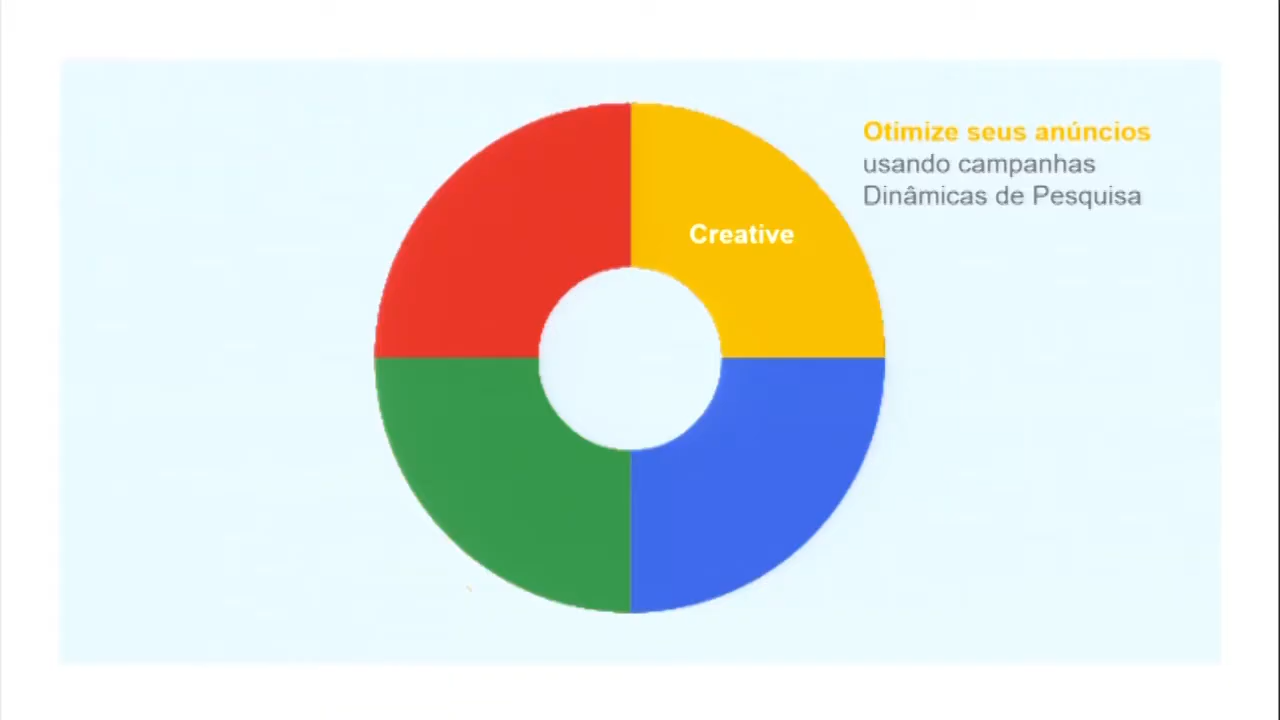 Otimize seus anúncios
usando campanhas
Dinâmicas de Pesquisa
Creative